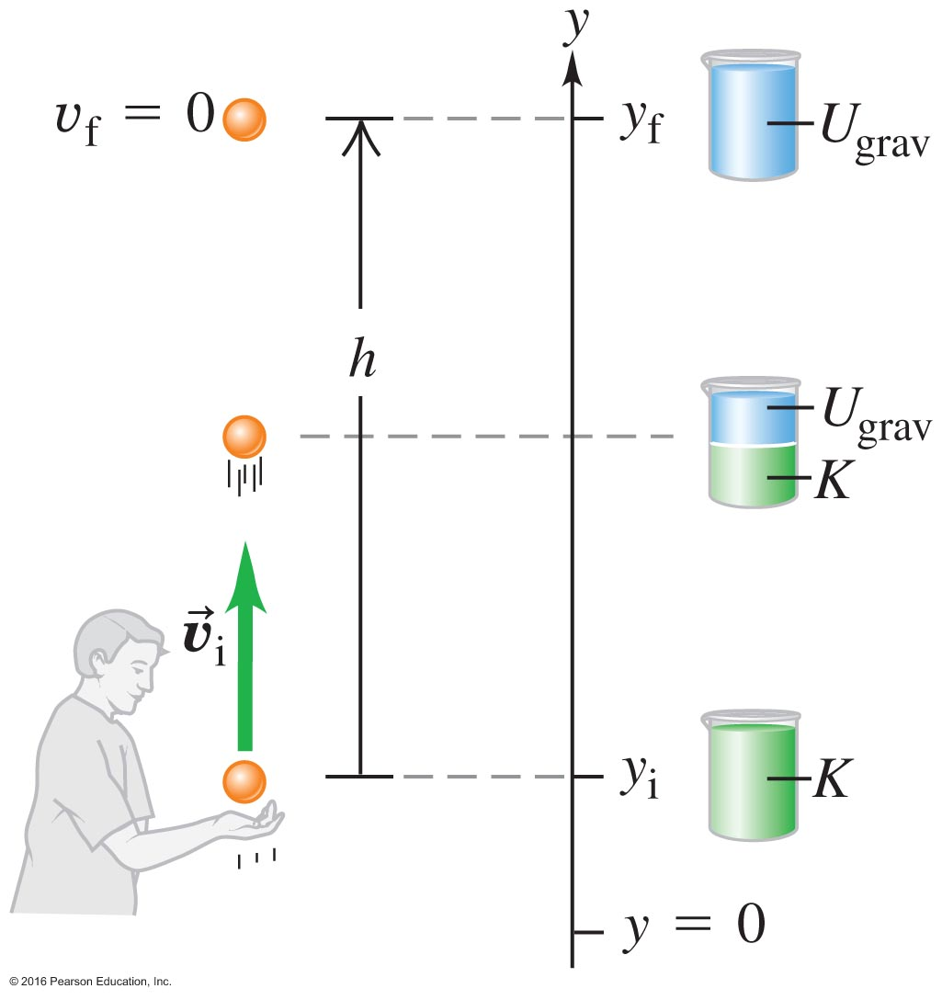 y
v_f = 0
y_f
U_grav
h
U_grav
K
v⃗_i
y_i
K
y = 0
© 2016 Pearson Education, Inc.